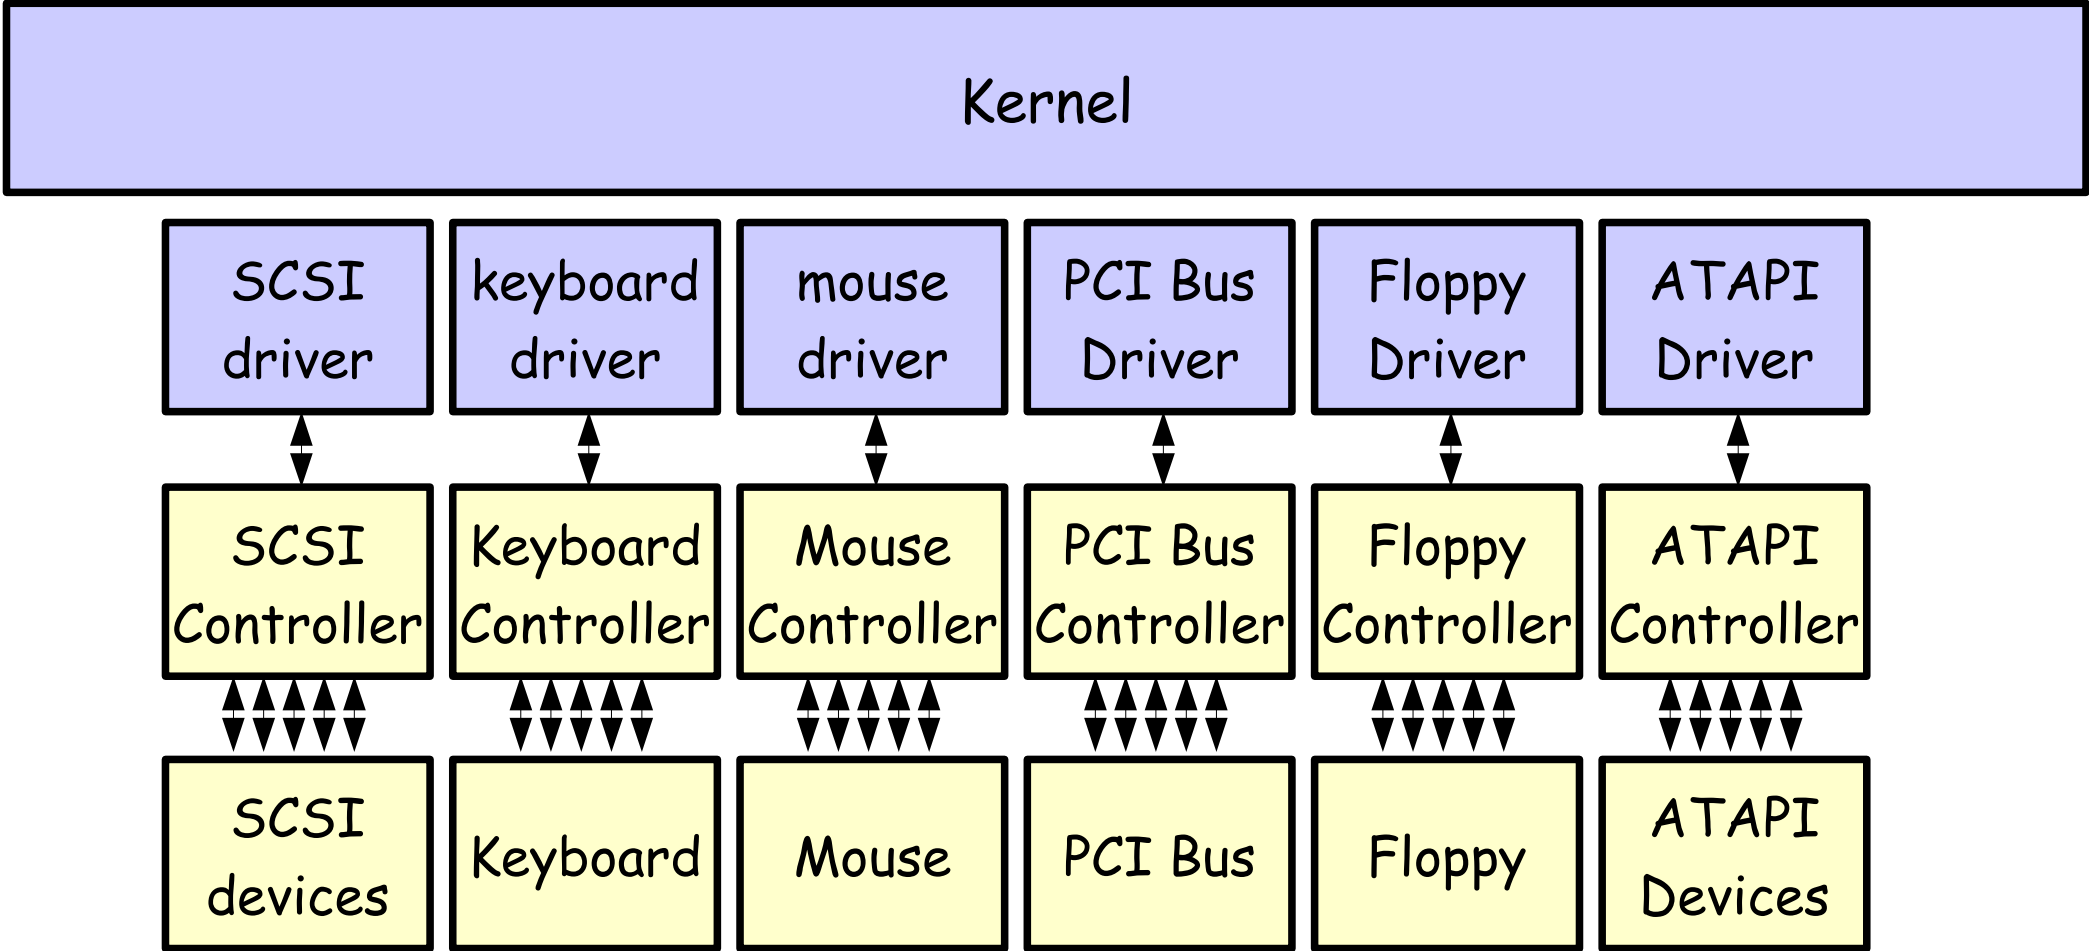 Kernel
SCSI
driver
keyboard
driver
mouse
driver
PCI Bus
Driver
Floppy
Driver
ATAPI
Driver
SCSI
Controller
Keyboard
Controller
Mouse
Controller
PCI Bus
Controller
Floppy
Controller
ATAPI
Controller
SCSI
devices
Keyboard
Mouse
PCI Bus
Floppy
ATAPI
Devices